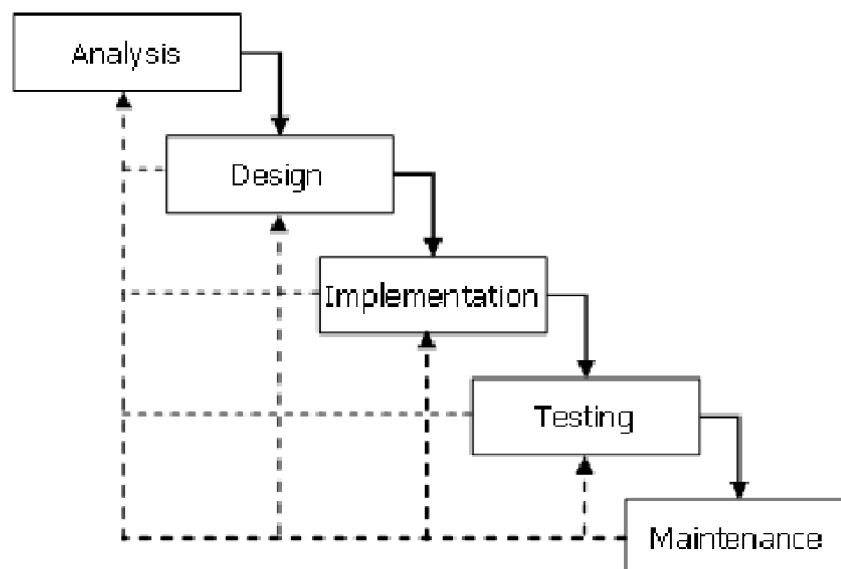 Analysis
Design
Implementation
Testing
Maintenance